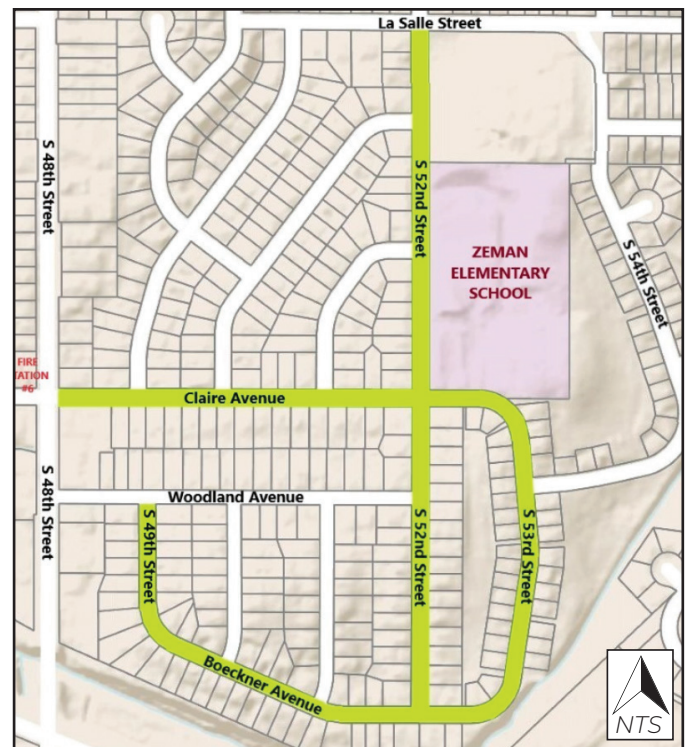 La Salle Street
S 48th Street
S 52nd Street
ZEMAN
ELEMENTARY
SCHOOL
S 54th Street
FIRE
TATION
#6
Claire Avenue
S 48th Street
Woodland Avenue
S 49th Street
S 52nd Street
S 53rd Street
Boeckner Avenue
NTS